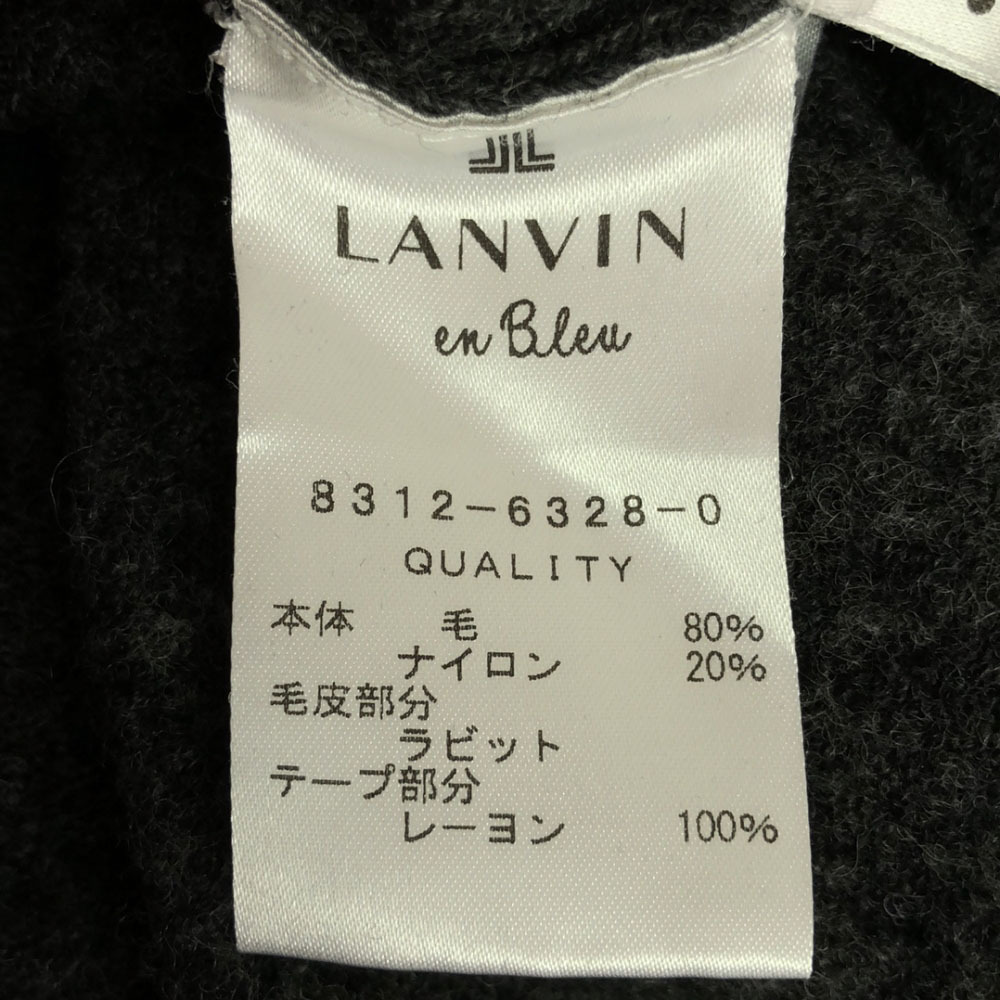 LANVIN
en Bleu
8312-6328-0
QUALITY
本体 毛 80%
ナイロン 20%
毛皮部分
ラビット
テープ部分
レーヨン 100%